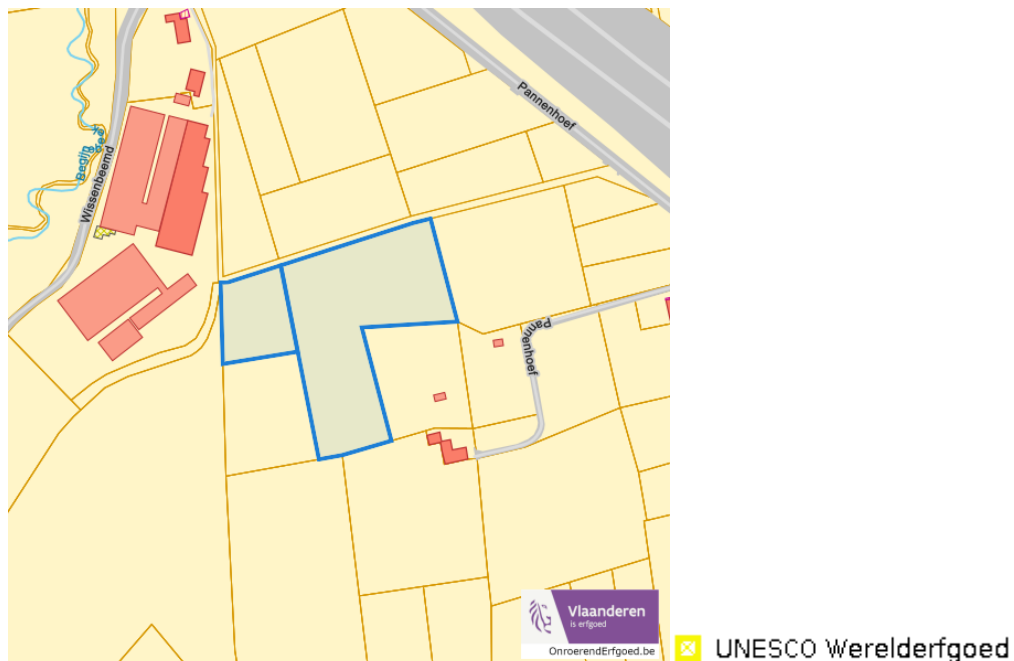 Pannenhoef
Wissenbeemd
Pannenhoef
Vlaanderen
is erfgoed
OnroerendErfgoed.be
UNESCO Werelderfgoed